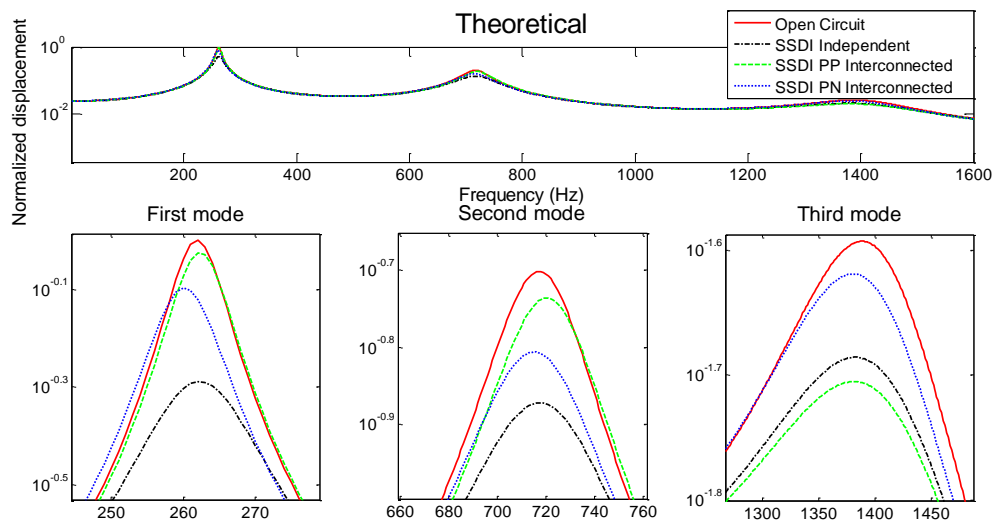 Theoretical
Open Circuit
SSDI Independent
SSDI PP Interconnected
SSDI PN Interconnected
Normalized displacement
10^0
10^-2
200 400 600 800 1000 1200 1400 1600
Frequency (Hz)
First mode
Second mode
Third mode
10^-0.1
10^-0.3
10^-0.5
250 260 270
10^-0.7
10^-0.8
10^-0.9
660 680 700 720 740 760
10^-1.6
10^-1.7
10^-1.8
1300 1350 1400 1450